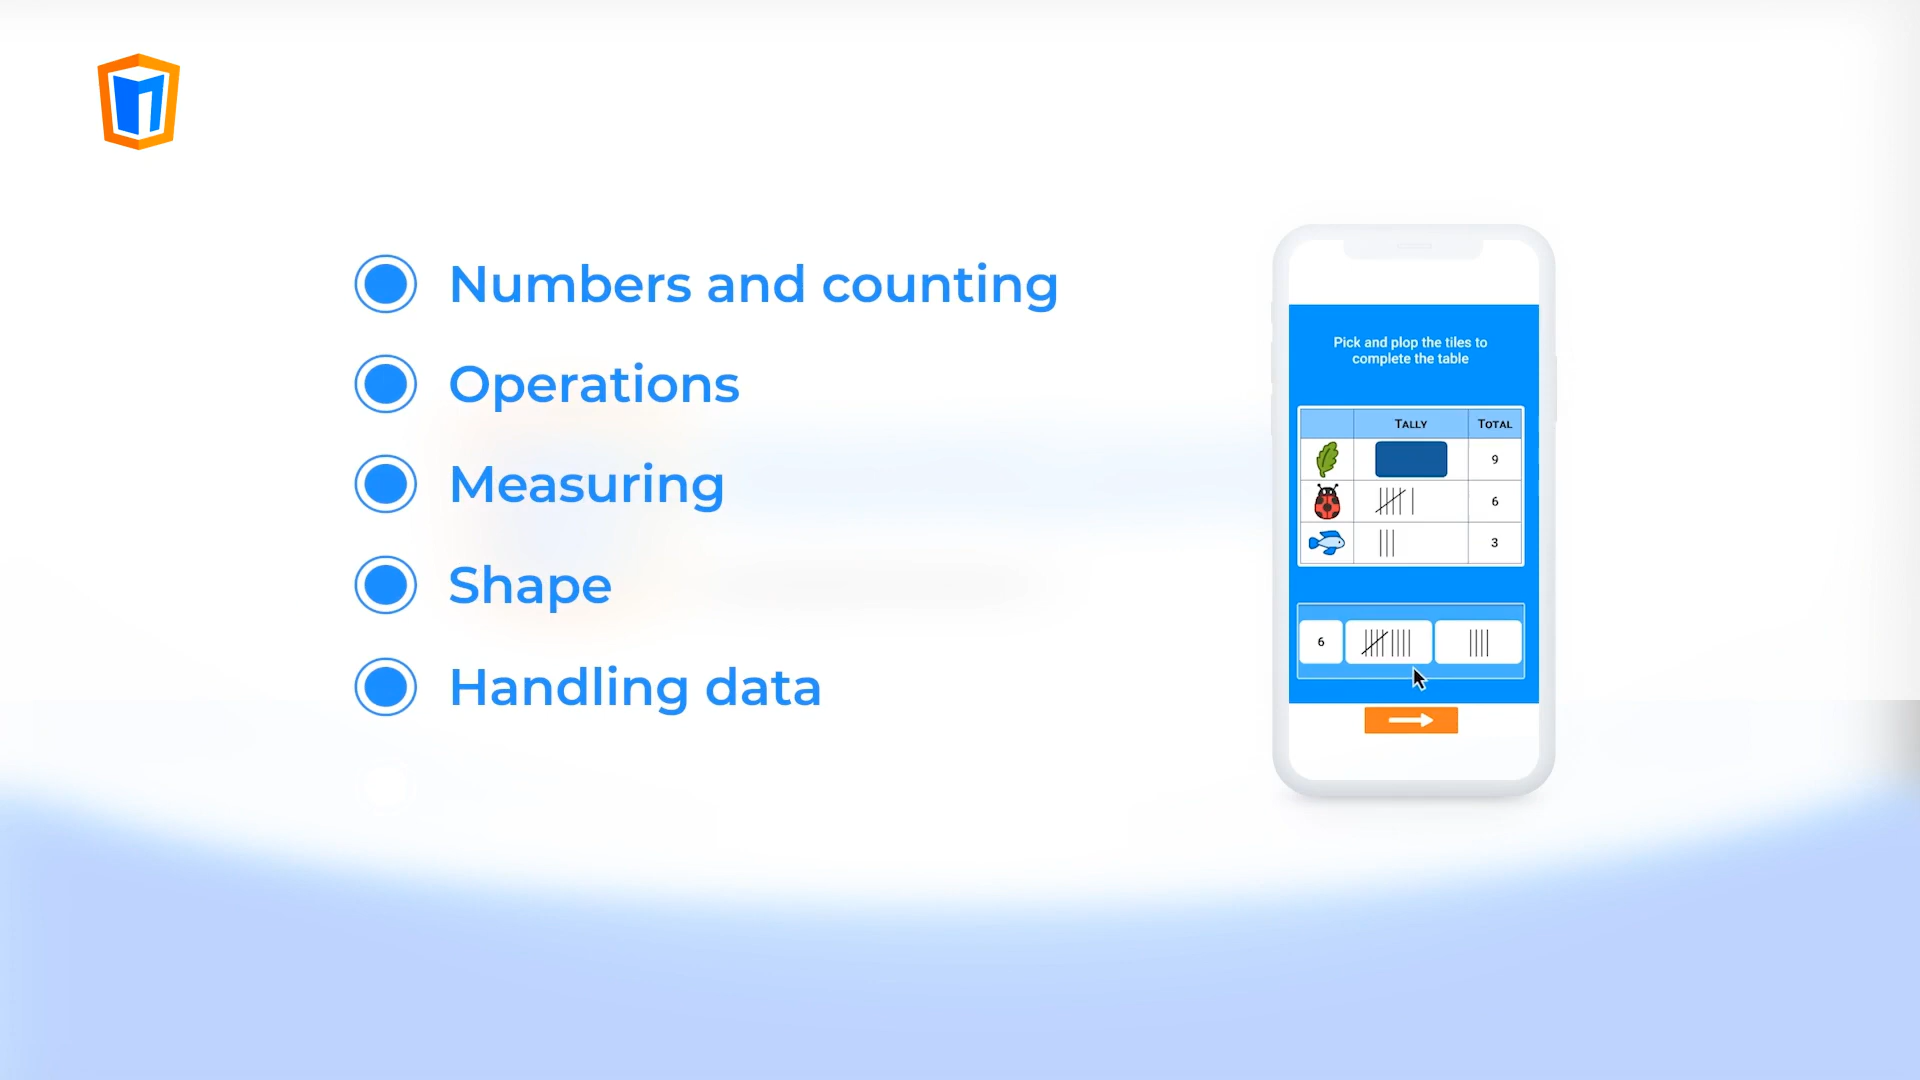 Numbers and counting
Operations
Measuring
Shape
Handling data
Pick and plop the tiles to
complete the table
TALLY TOTAL
9
6
3
6